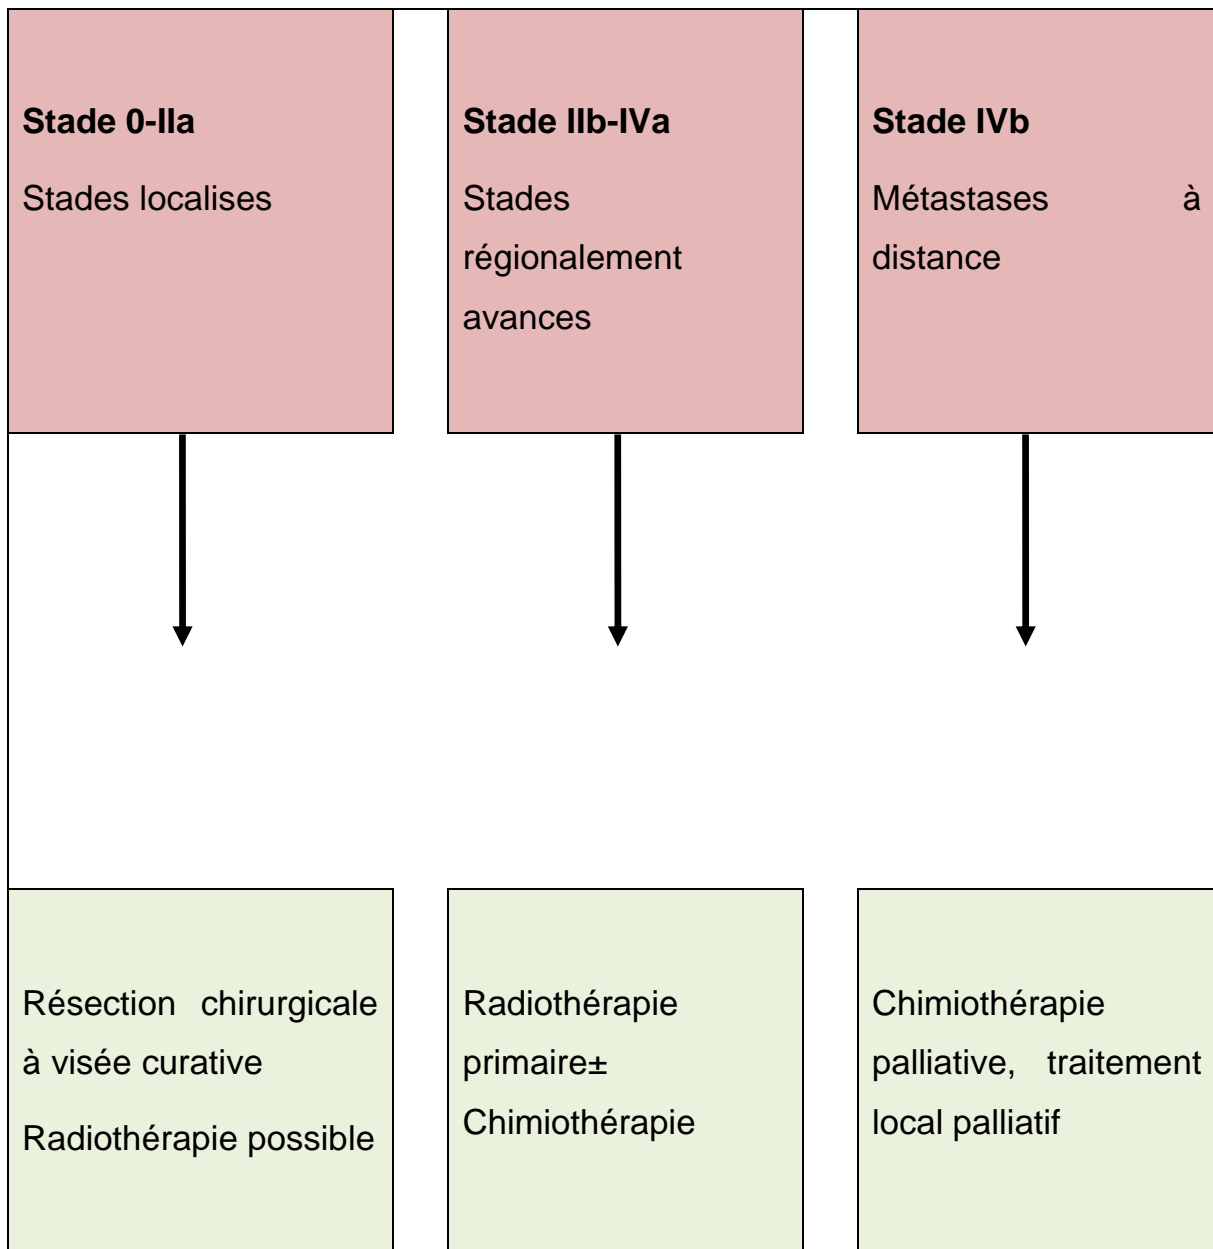 Stade 0-IIa
Stades localises
Stade IIb-IVa
Stades
régionalement
avances
Stade IVb
Métastases à
distance
Résection chirurgicale
à visée curative
Radiothérapie possible
Radiothérapie
primaire±
Chimiothérapie
Chimiothérapie
palliative, traitement
local palliatif